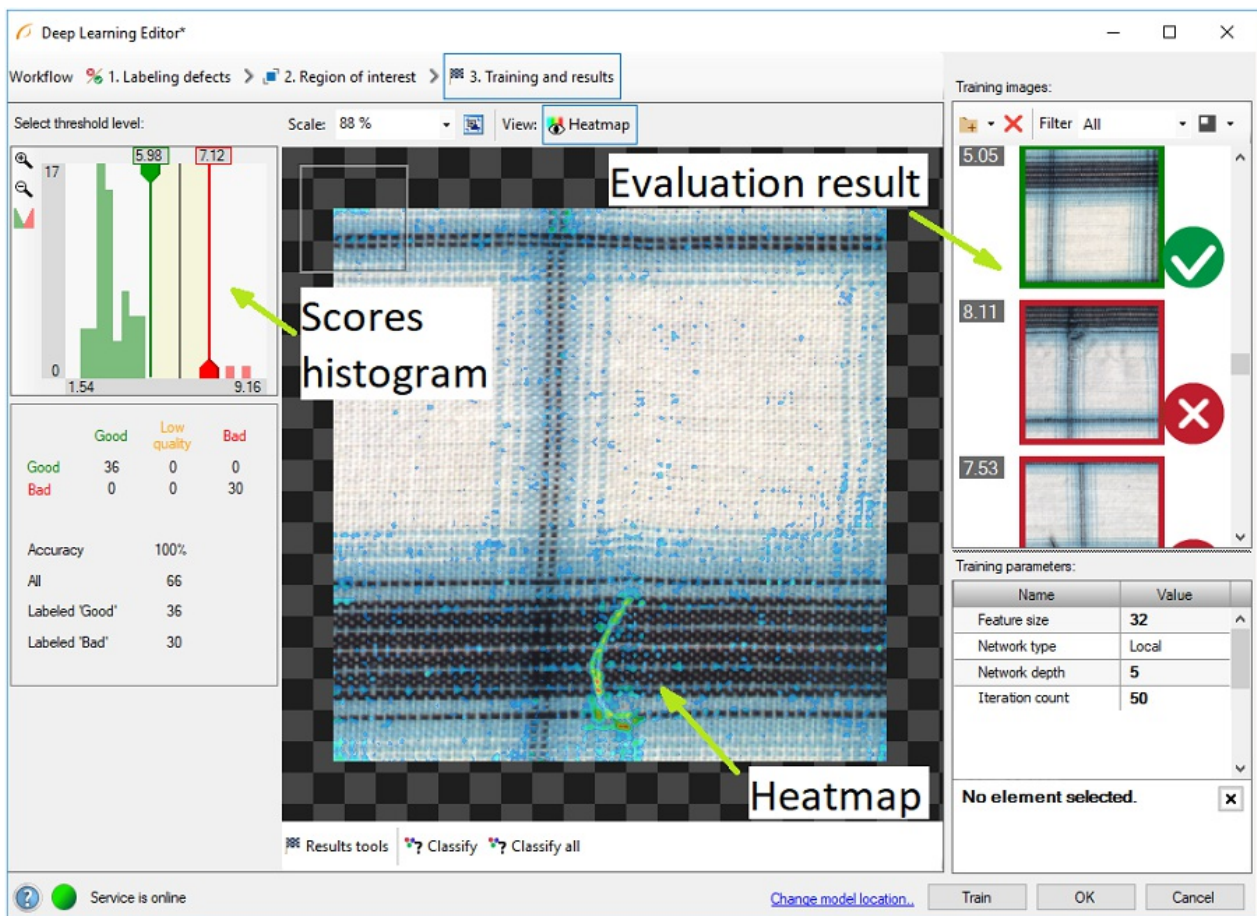 Deep Learning Editor*
Workflow 1. Labeling defects 2. Region of interest 3. Training and results
Select threshold level:
Scale: 88 % View: Heatmap
5.98 7.12
17
0
1.54 9.16
Scores
histogram
Good Low quality Bad
Good 36 0 0
Bad 0 0 30
Accuracy 100%
All 66
Labeled 'Good' 36
Labeled 'Bad' 30
Evaluation result
Heatmap
Results tools ? Classify ? Classify all
Training images:
Filter All
5.05
8.11
7.53
Training parameters:
Name Value
Feature size 32
Network type Local
Network depth 5
Iteration count 50
No element selected.
? Service is online
Change model location..
Train OK Cancel